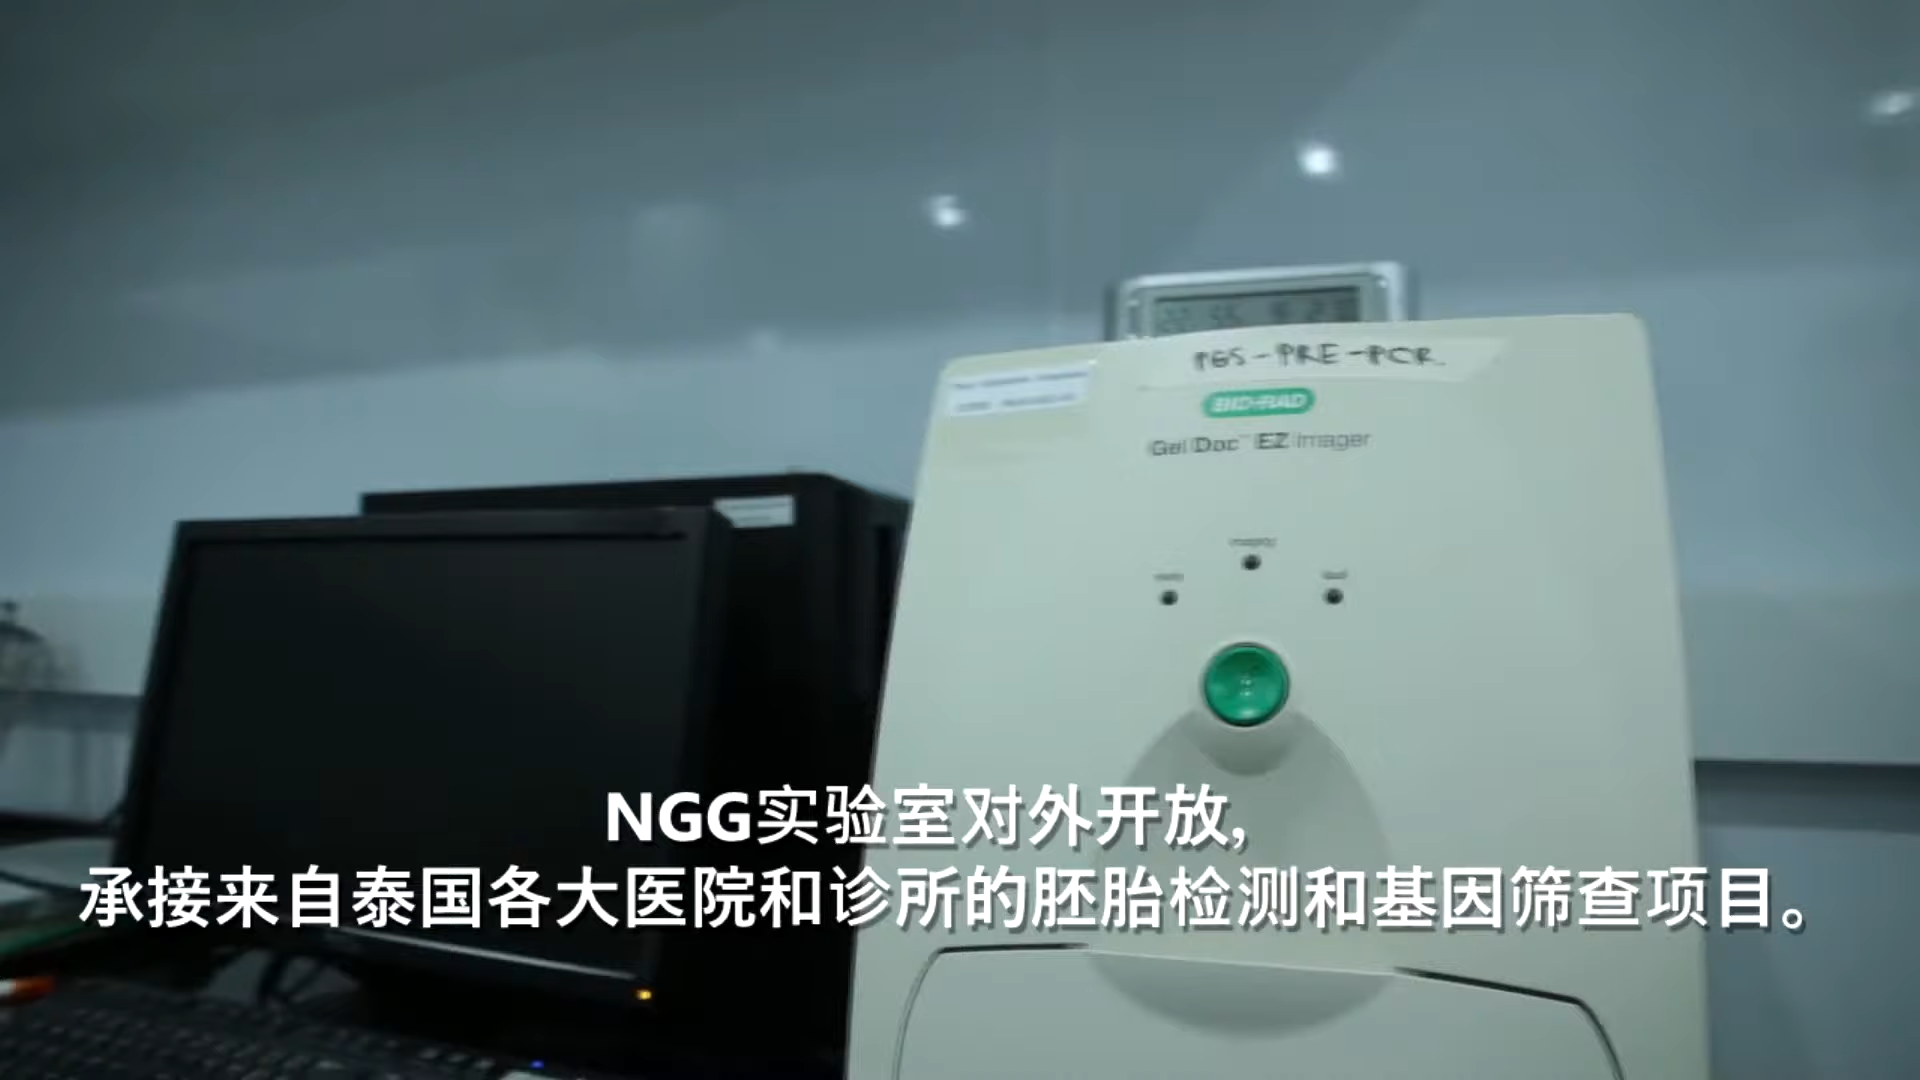 PGS-PRE-PCR.
BIO-RAD
Gel Doc™ EZ Imager
NGG实验室对外开放,
承接来自泰国各大医院和诊所的胚胎检测和基因筛查项目。